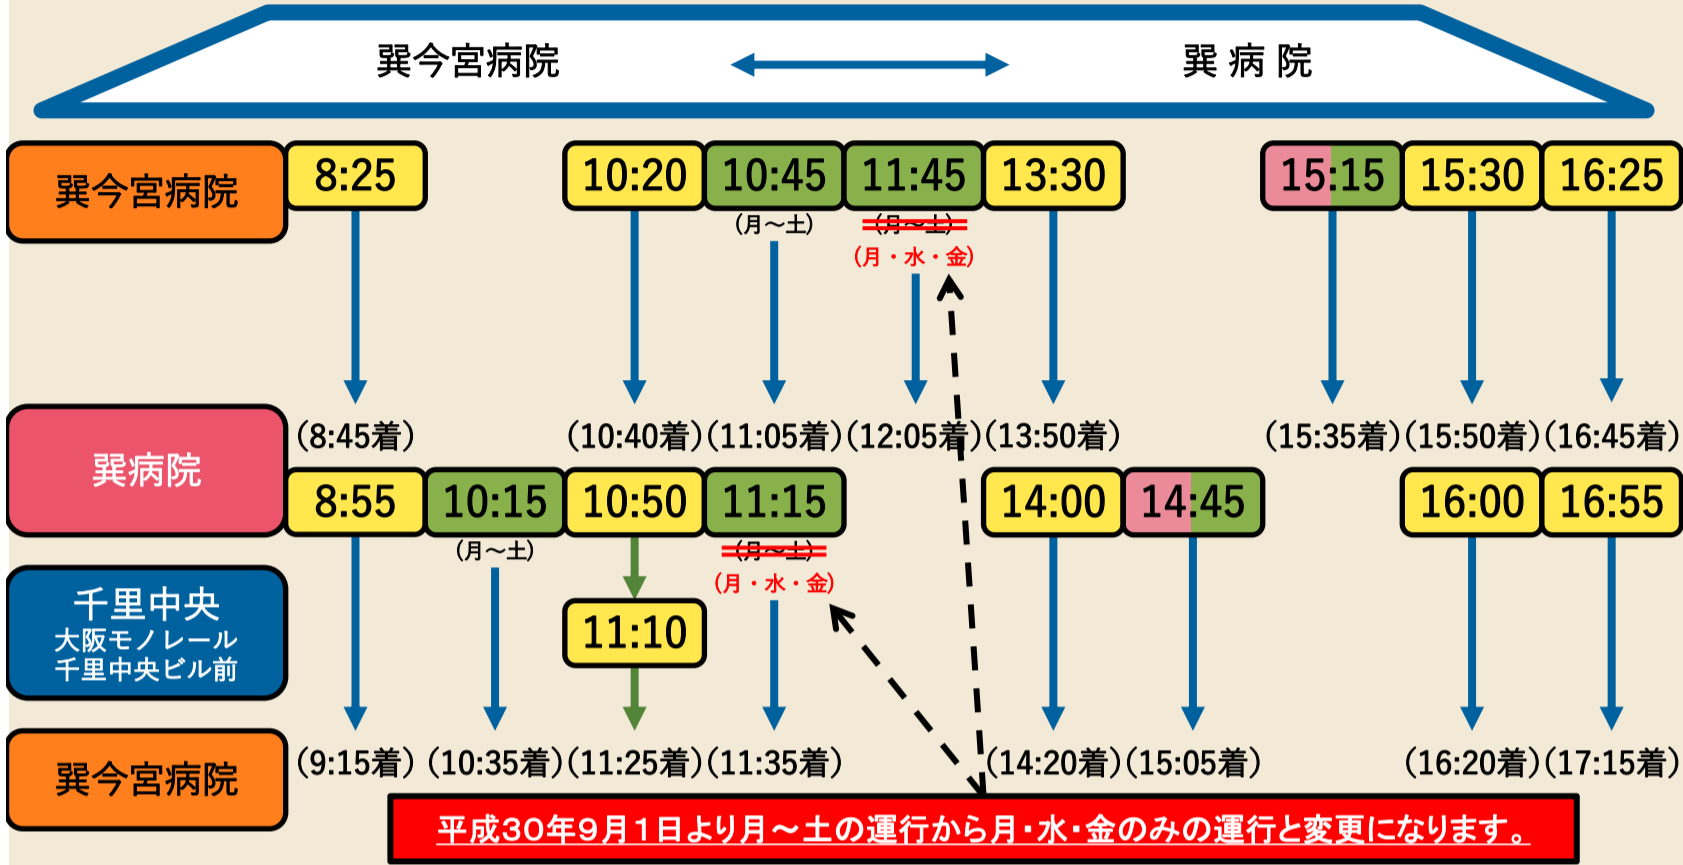 巽今宮病院 巽 病 院
巽今宮病院 8:25 10:20 10:45 11:45 13:30 15:15 15:30 16:25
(月～土) (月～土)
(月・水・金)
(8:45着) (10:40着) (11:05着) (12:05着) (13:50着) (15:35着) (15:50着) (16:45着)
巽病院 8:55 10:15 10:50 11:15 14:00 14:45 16:00 16:55
(月～土) (月～土)
(月・水・金)
千里中央
大阪モノレール
千里中央ビル前
11:10
(9:15着) (10:35着) (11:25着) (11:35着) (14:20着) (15:05着) (16:20着) (17:15着)
巽今宮病院
平成30年9月1日より月～土の運行から月・水・金のみの運行と変更になります。